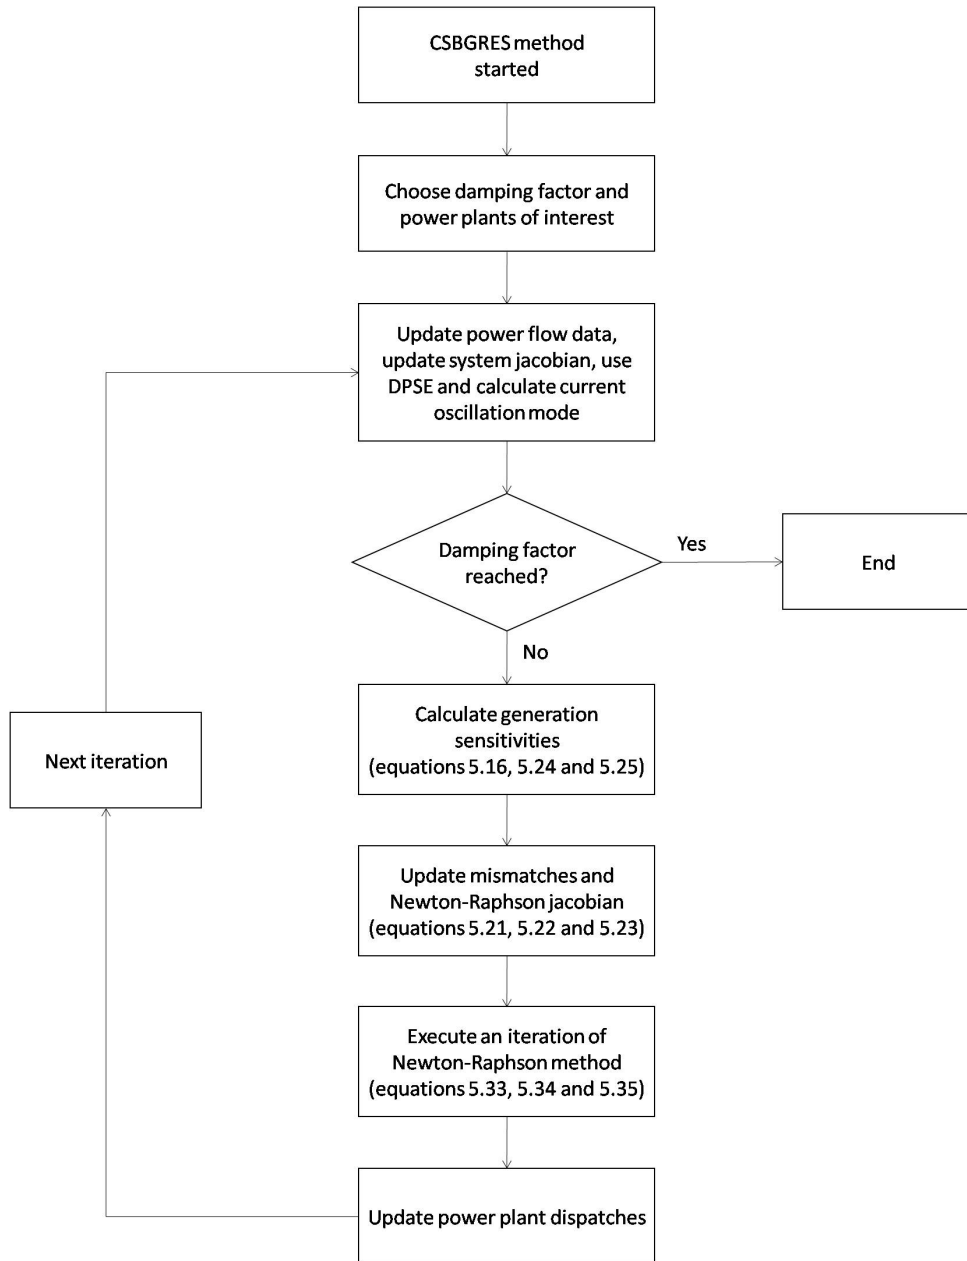 CSBGRES method
started
Choose damping factor and
power plants of interest
Update power flow data,
update system jacobian, use
DPSE and calculate current
oscillation mode
Damping factor
reached?
Yes
End
No
Calculate generation
sensitivities
(equations 5.16, 5.24 and 5.25)
Next iteration
Update mismatches and
Newton-Raphson jacobian
(equations 5.21, 5.22 and 5.23)
Execute an iteration of
Newton-Raphson method
(equations 5.33, 5.34 and 5.35)
Update power plant dispatches